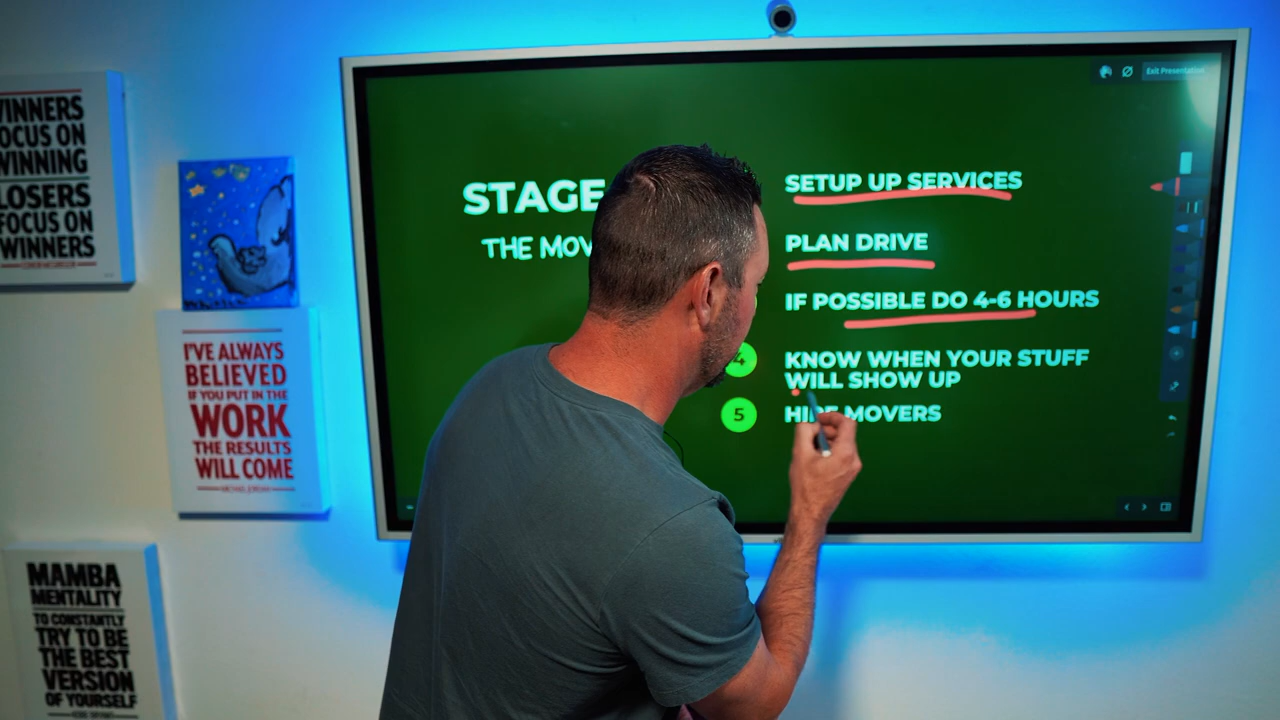 WINNERS
FOCUS ON
WINNING
LOSERS
FOCUS ON
WINNERS
I'VE ALWAYS
BELIEVED
IF YOU PUT IN THE
WORK
THE RESULTS
WILL COME
MICHAEL JORDAN
MAMBA
MENTALITY
TO CONSTANTLY
TRY TO BE
THE BEST
VERSION
OF YOURSELF
Exit Presentation
STAGE
THE MOV
SETUP UP SERVICES
PLAN DRIVE
IF POSSIBLE DO 4-6 HOURS
4
KNOW WHEN YOUR STUFF
WILL SHOW UP
5
HIRE MOVERS